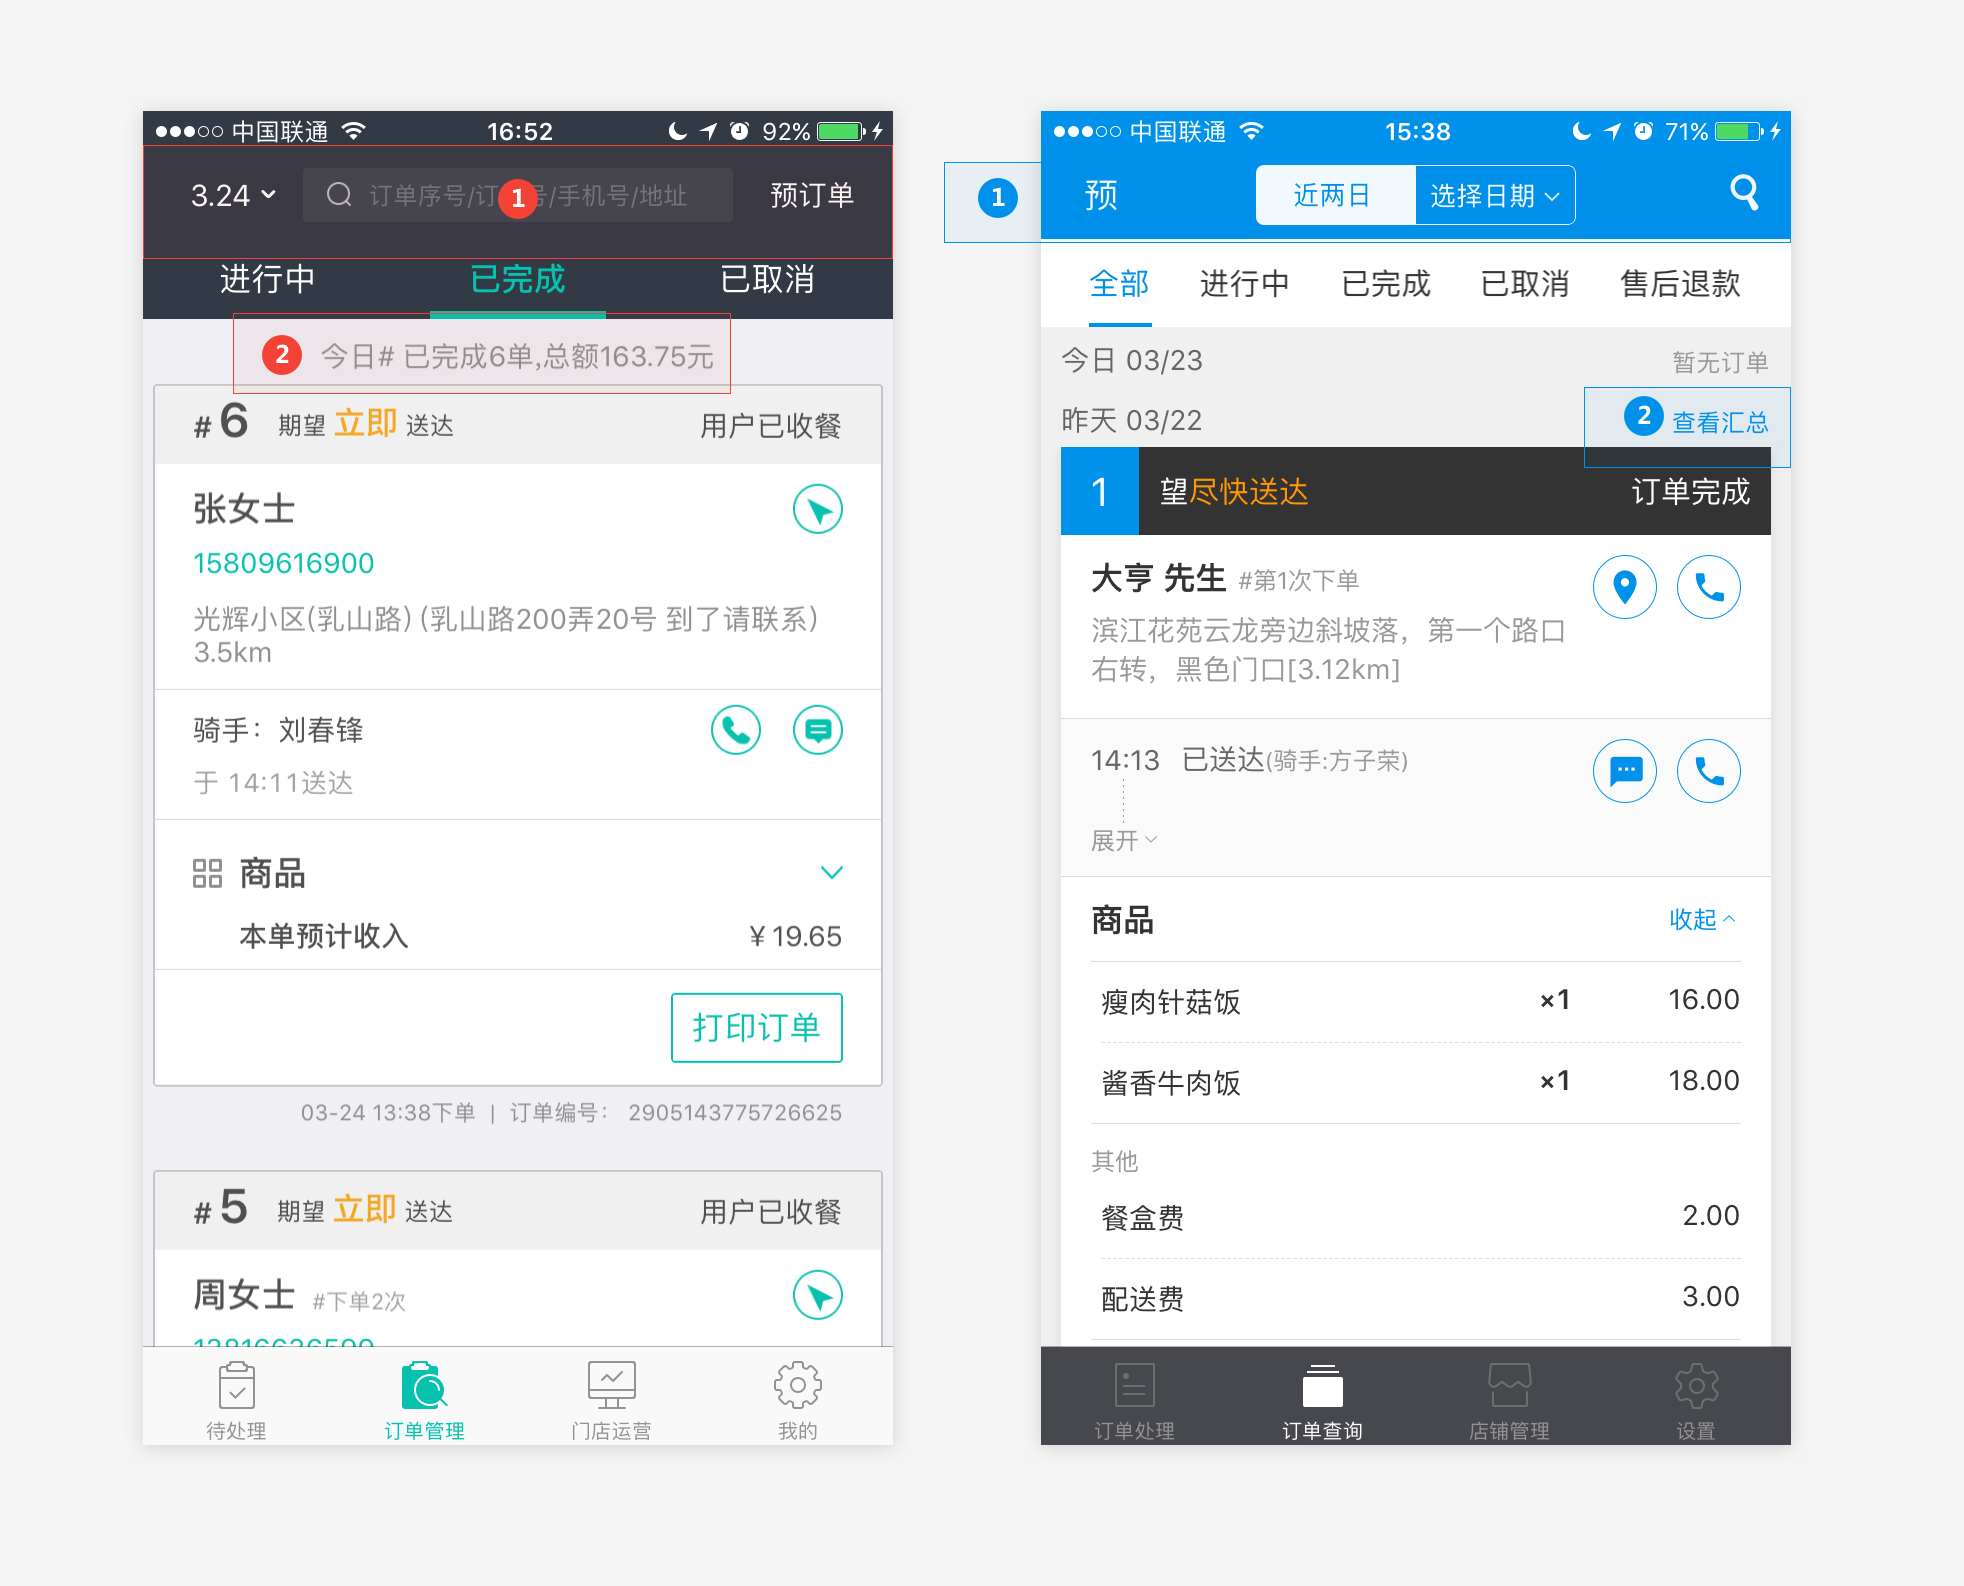 中国联通 16:52 92%
3.24 订单序号/订 号/手机号/地址 预订单
1
进行中 已完成 已取消
2 今日# 已完成6单,总额163.75元
#6 期望 立即 送达 用户已收餐
张女士
15809616900
光辉小区(乳山路) (乳山路200弄20号 到了请联系)
3.5km
骑手: 刘春锋
于 14:11送达
商品
本单预计收入 ¥ 19.65
打印订单
03-24 13:38下单 | 订单编号: 2905143775726625
#5 期望 立即 送达 用户已收餐
周女士 #下单2次
待处理 订单管理 门店运营 我的
中国联通 15:38 71%
1 预 近两日 选择日期
全部 进行中 已完成 已取消 售后退款
今日 03/23 暂无订单
昨天 03/22 2 查看汇总
1 望尽快送达 订单完成
大亨 先生 #第1次下单
滨江花苑云龙旁边斜坡落，第一个路口
右转，黑色门口[3.12km]
14:13 已送达(骑手:方子荣)
展开
商品 收起
瘦肉针菇饭 ×1 16.00
酱香牛肉饭 ×1 18.00
其他
餐盒费 2.00
配送费 3.00
订单处理 订单查询 店铺管理 设置